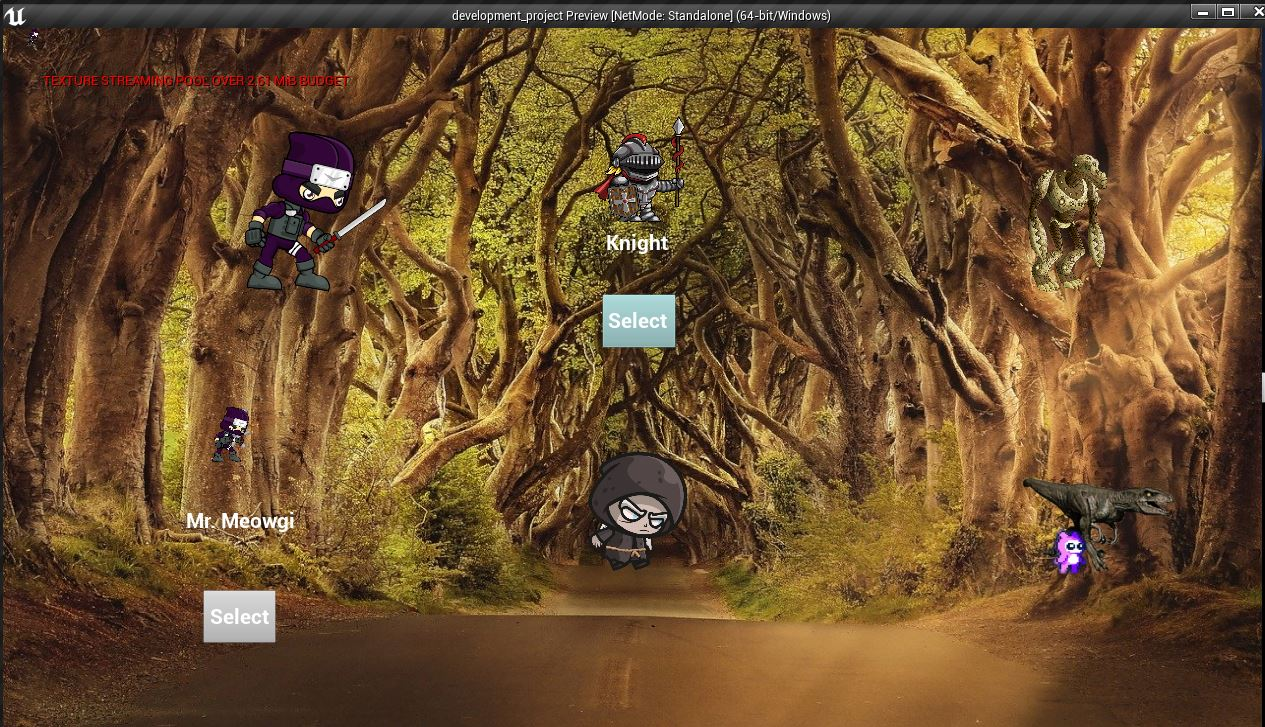 development_project Preview [NetMode: Standalone] (64-bit/Windows)
TEXTURE STREAMING POOL OVER 2.61 MiB BUDGET
Knight
Select
Mr. Meowgi
Select